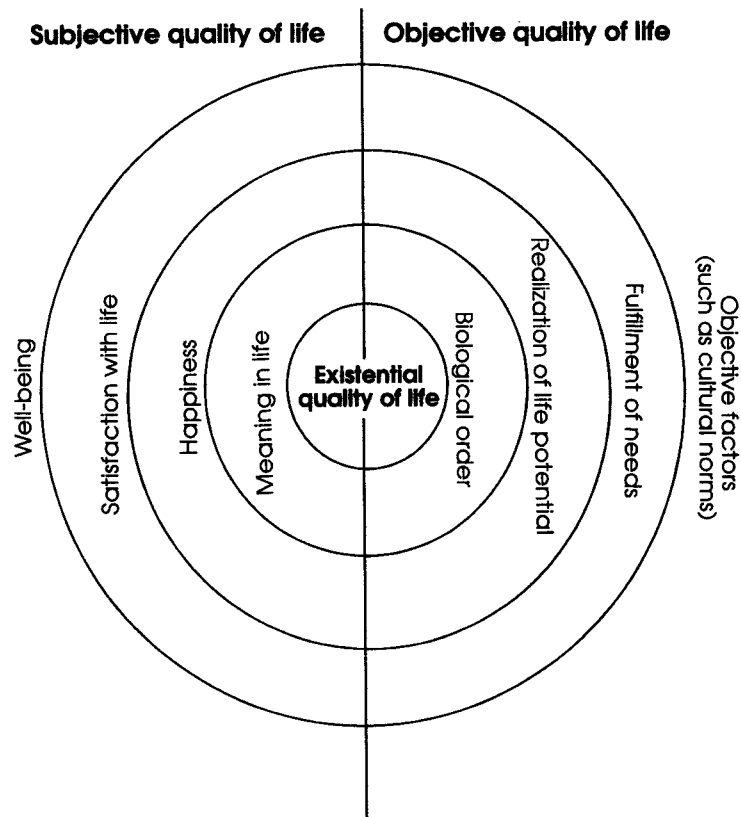 Subjective quality of life
Objective quality of life
Well-being
Satisfaction with life
Happiness
Meaning in life
Existential
quality of life
Biological order
Realization of life potential
Fulfillment of needs
Objective factors
(such as cultural norms)